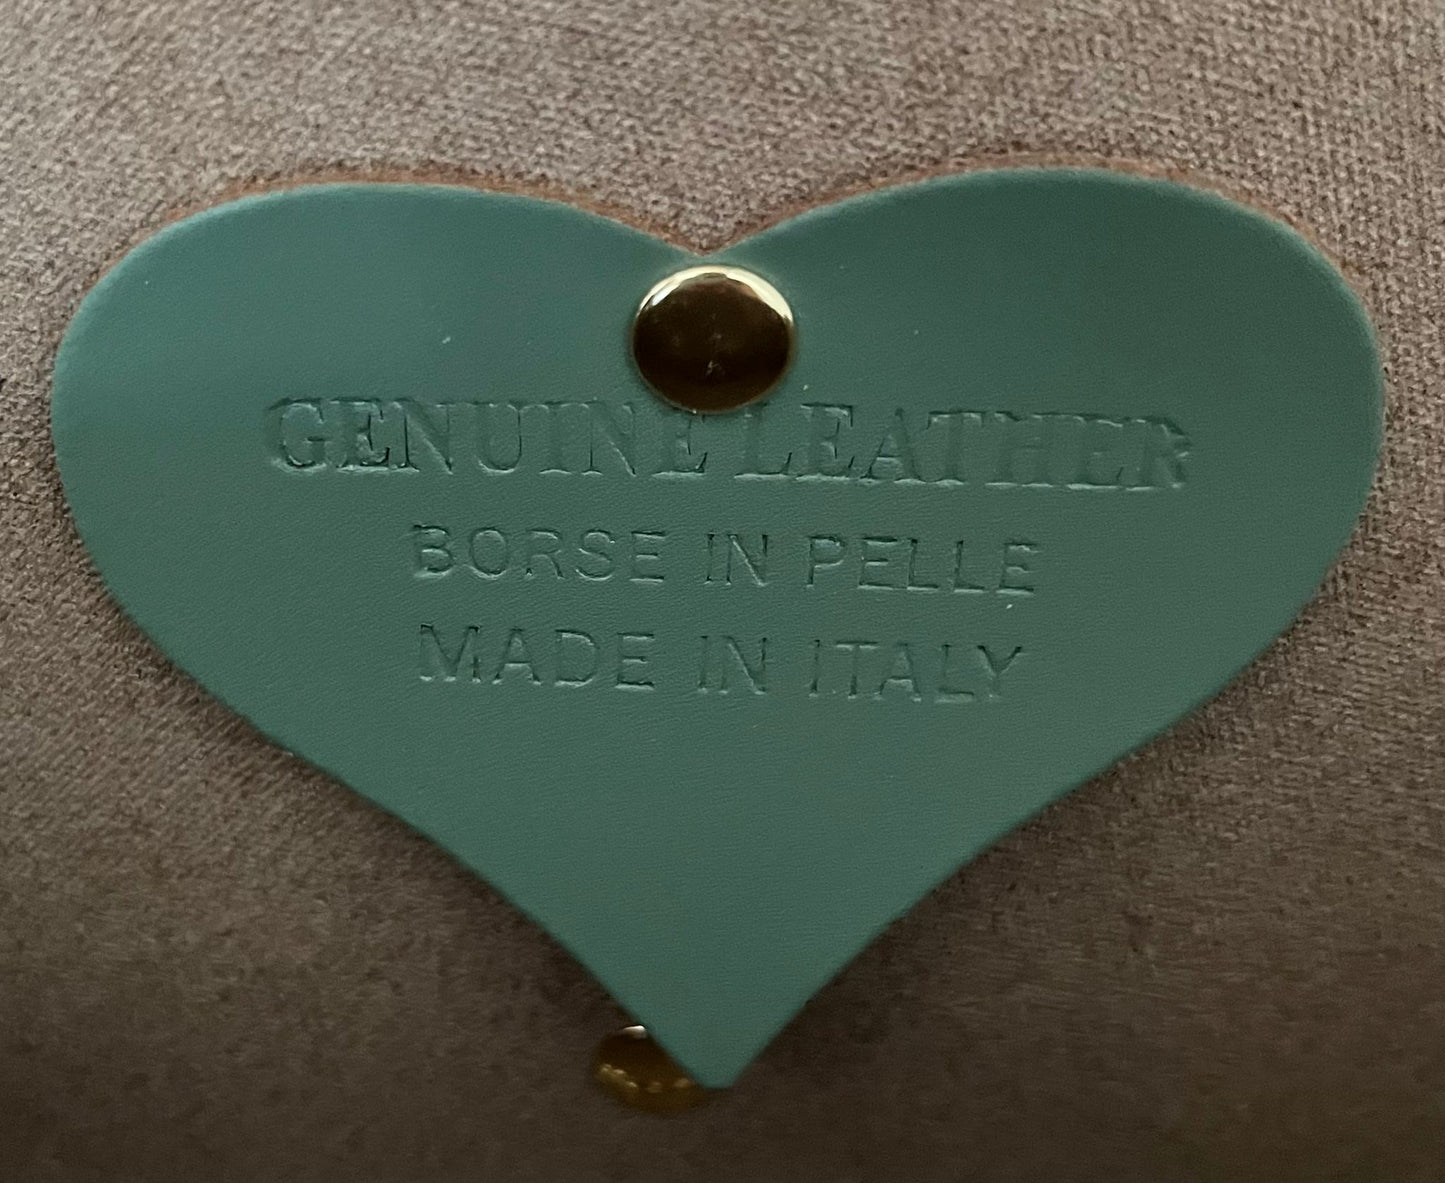 GENUINE LEATHER
BORSE IN PELLE
MADE IN ITALY